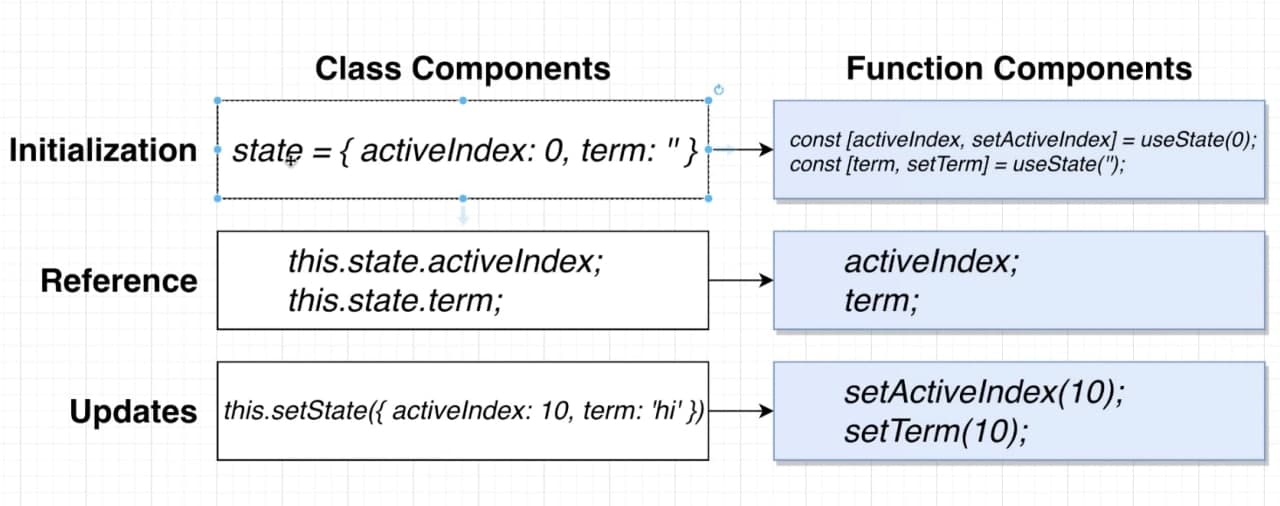 Class Components
Function Components
Initialization
state = { activeIndex: 0, term: '' }
const [activeIndex, setActiveIndex] = useState(0);
const [term, setTerm] = useState('');
Reference
this.state.activeIndex;
this.state.term;
activeIndex;
term;
Updates
this.setState({ activeIndex: 10, term: 'hi' })
setActiveIndex(10);
setTerm(10);